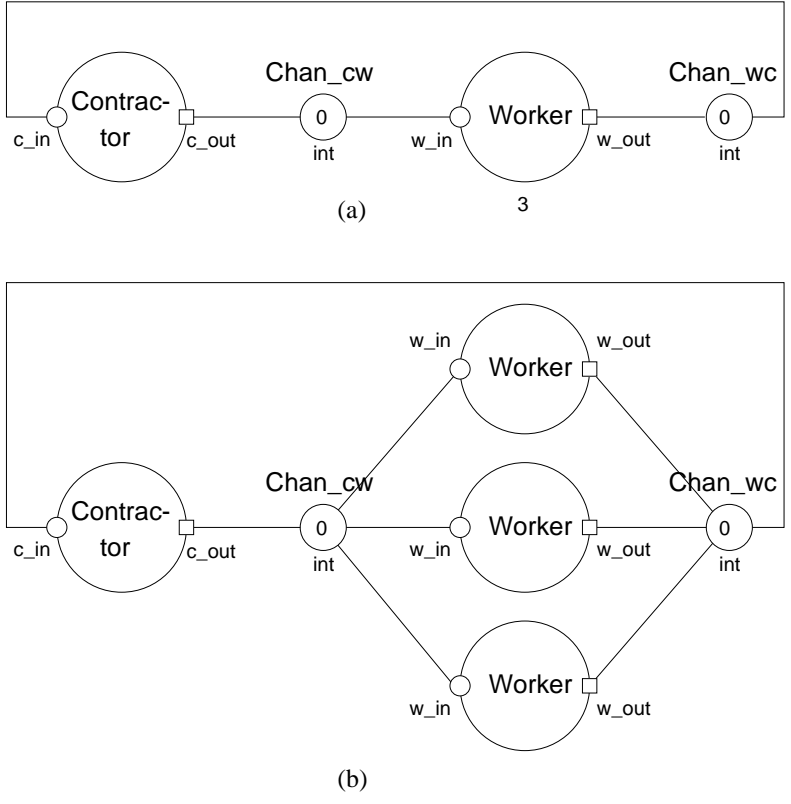 Chan_cw
Chan_wc
Contrac-
tor
0
Worker
0
c_in
c_out
int
w_in
w_out
int
(a)
3
w_in
w_out
Worker
Chan_cw
Chan_wc
Contrac-
tor
0
Worker
0
c_in
c_out
int
w_in
w_out
int
Worker
w_in
w_out
(b)